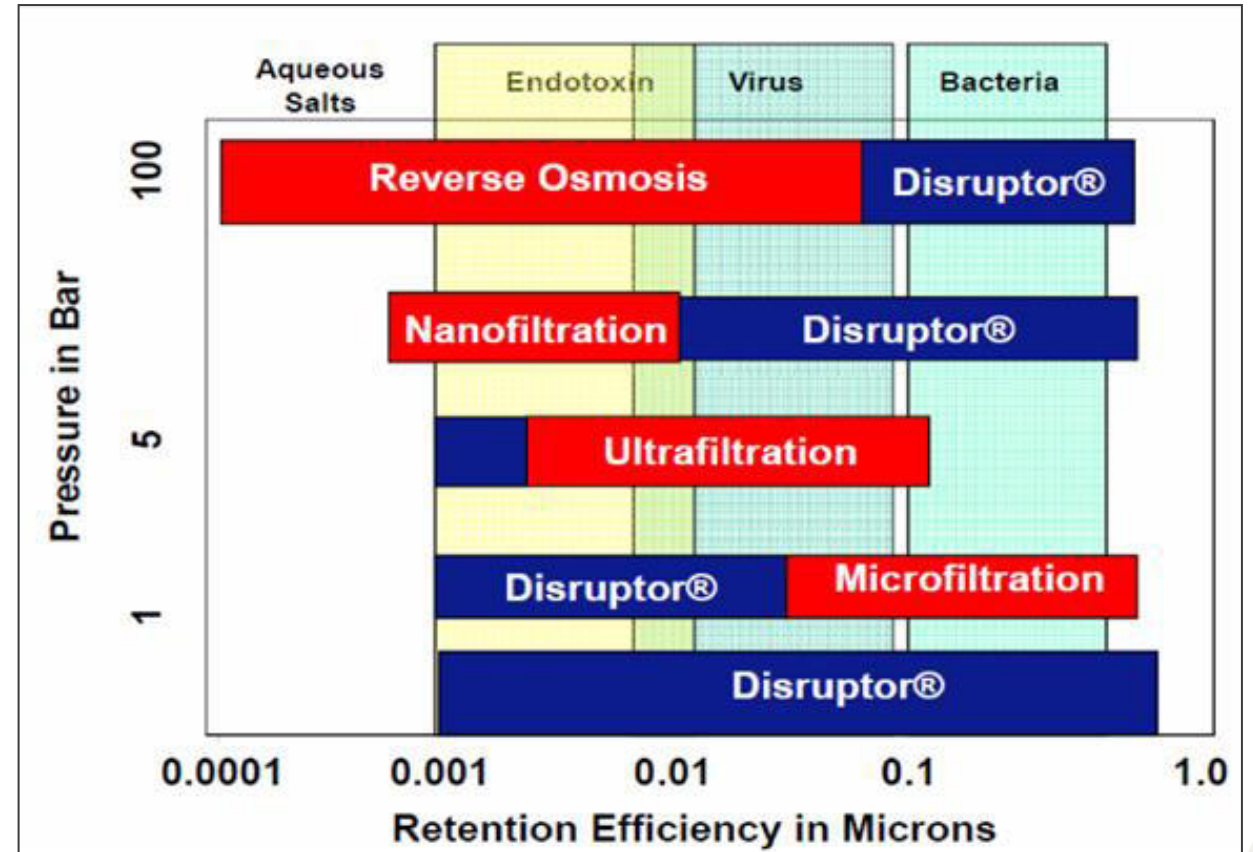 Aqueous
Salts
Endotoxin
Virus
Bacteria
100
Reverse Osmosis
Disruptor®
Nanofiltration
Disruptor®
5
Ultrafiltration
Disruptor®
Microfiltration
1
Disruptor®
Pressure in Bar
0.0001
0.001
0.01
0.1
1.0
Retention Efficiency in Microns